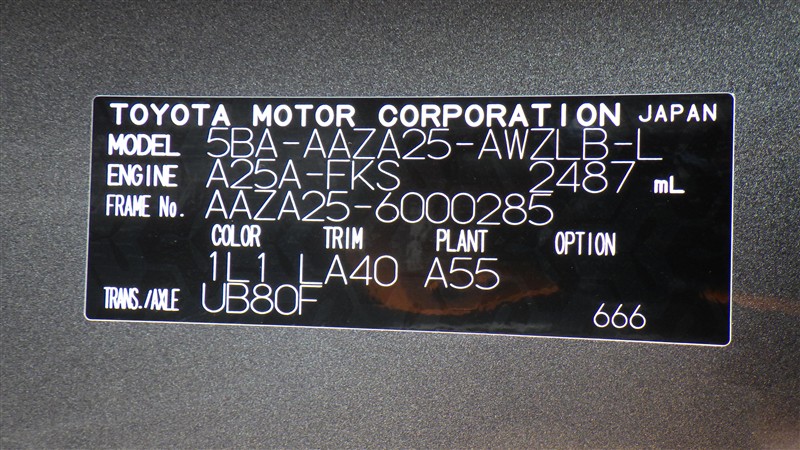 TOYOTA MOTOR CORPORATION JAPAN
MODEL 5BA-AAZA25-AWZLB-L
ENGINE A25A-FKS 2487 mL
FRAME No. AAZA25-6000285
COLOR TRIM PLANT OPTION
1L1 LA40 A55
TRANS./AXLE UB80F 666